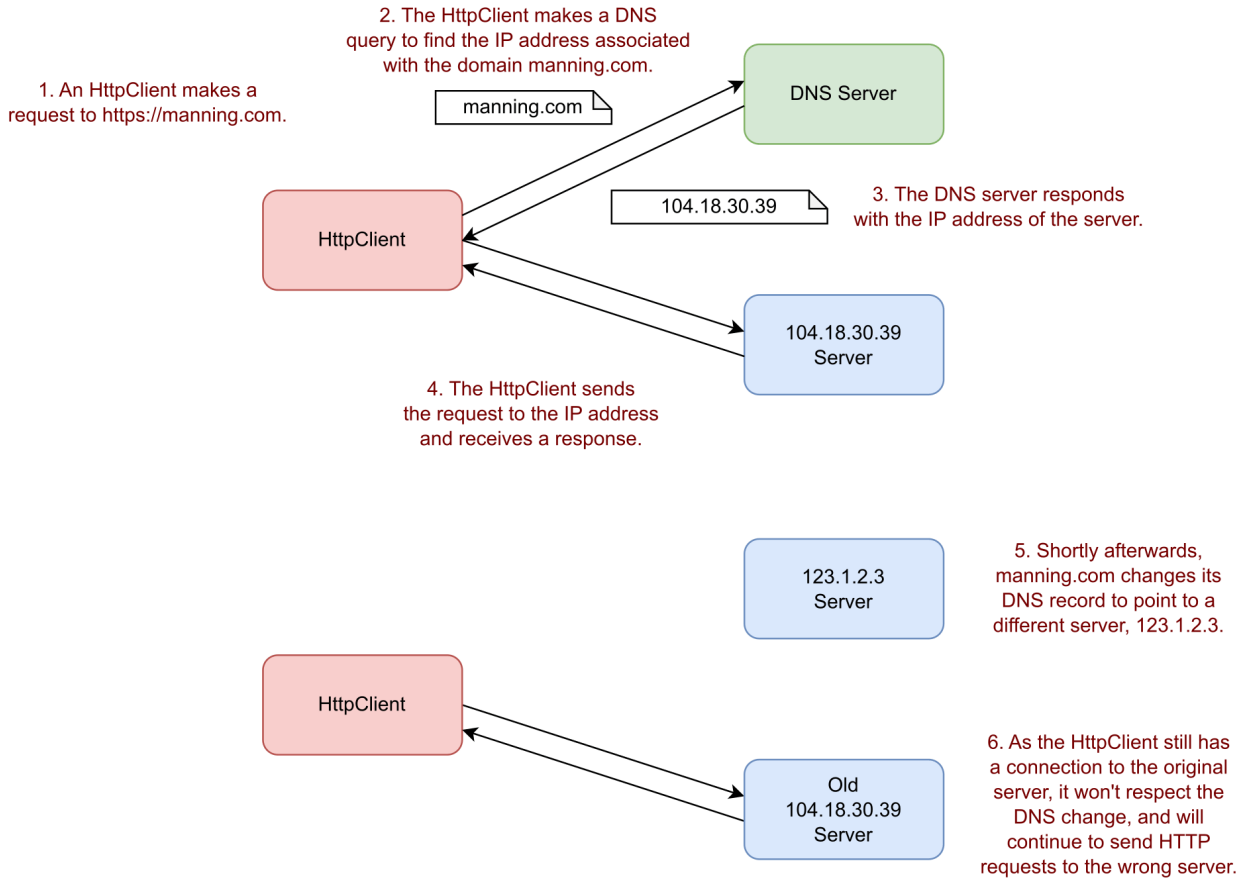 1. An HttpClient makes a
request to https://manning.com.
2. The HttpClient makes a DNS
query to find the IP address associated
with the domain manning.com.
manning.com
DNS Server
HttpClient
104.18.30.39
3. The DNS server responds
with the IP address of the server.
104.18.30.39
Server
4. The HttpClient sends
the request to the IP address
and receives a response.
123.1.2.3
Server
5. Shortly afterwards,
manning.com changes its
DNS record to point to a
different server, 123.1.2.3.
HttpClient
Old
104.18.30.39
Server
6. As the HttpClient still has
a connection to the original
server, it won't respect the
DNS change, and will
continue to send HTTP
requests to the wrong server.